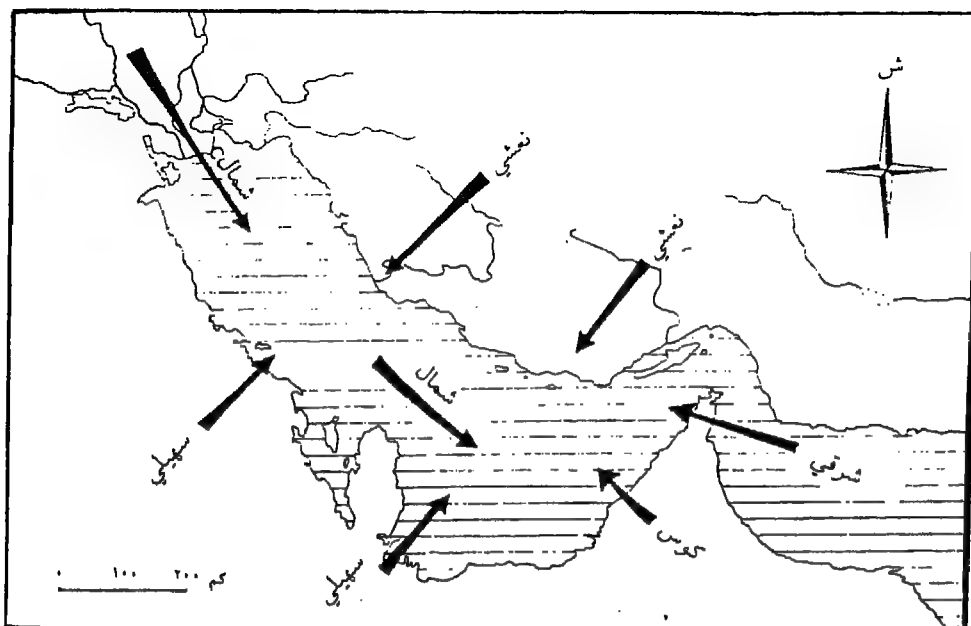 ش
شمال
نعشي
نعشي
شمال
سهيلي
شرقي
كوس
سهيلي
٠ ١٠٠ ٢٠٠ كم